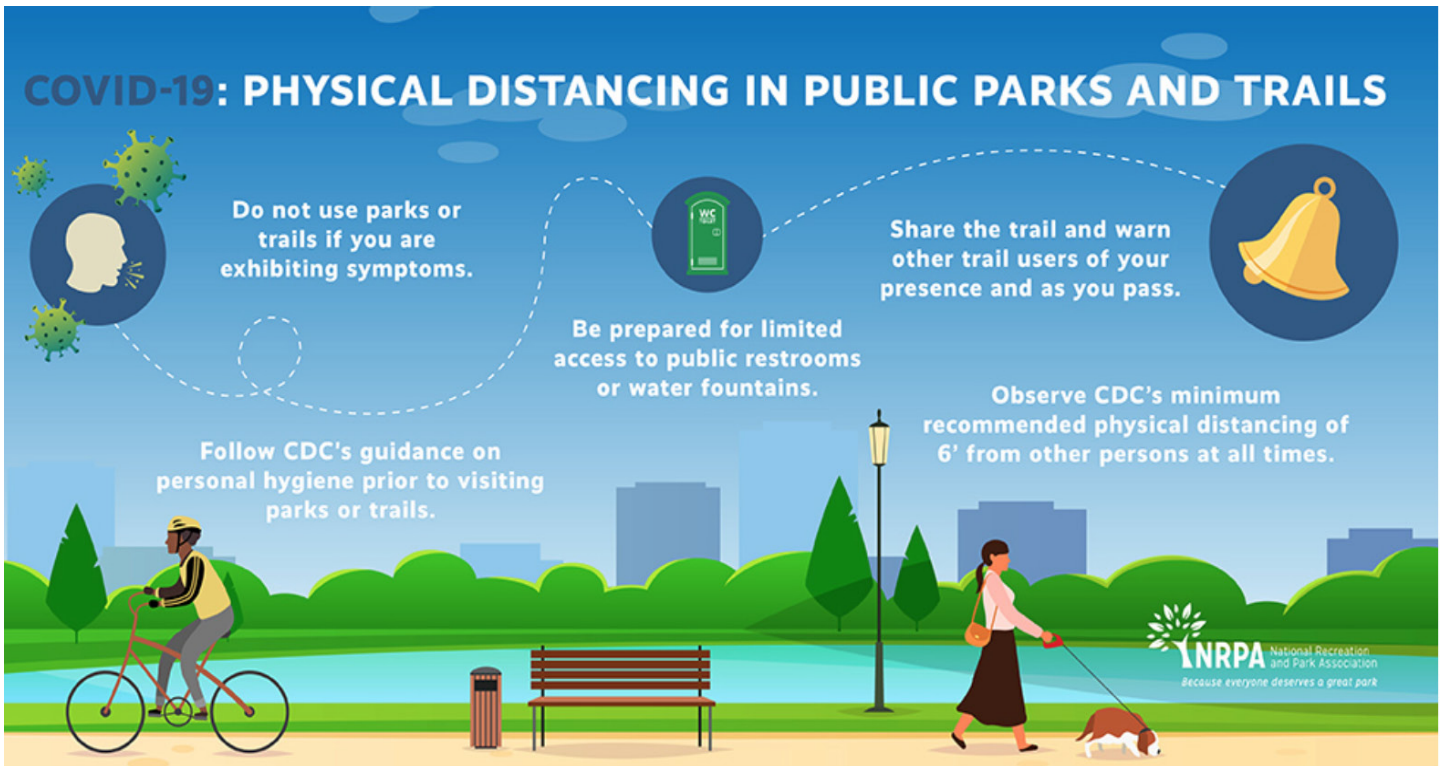 COVID-19: PHYSICAL DISTANCING IN PUBLIC PARKS AND TRAILS
Do not use parks or
trails if you are
exhibiting symptoms.
Follow CDC's guidance on
personal hygiene prior to visiting
parks or trails.
WC
TOILET
Be prepared for limited
access to public restrooms
or water fountains.
Share the trail and warn
other trail users of your
presence and as you pass.
Observe CDC's minimum
recommended physical distancing of
6' from other persons at all times.
NRPA National Recreation
and Park Association
Because everyone deserves a great park